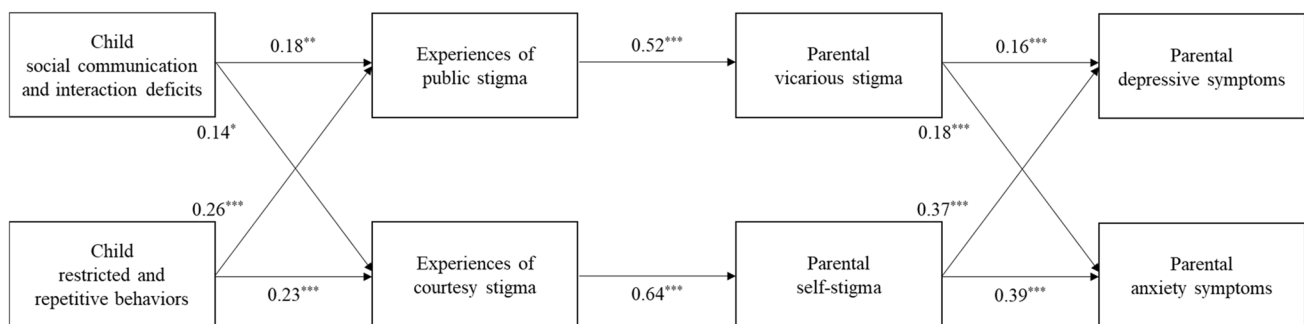 Child
social communication
and interaction deficits
0.18**
Experiences of
public stigma
0.52***
Parental
vicarious stigma
0.16***
Parental
depressive symptoms
0.14*
0.18***
0.26***
0.37***
Child
restricted and
repetitive behaviors
0.23***
Experiences of
courtesy stigma
0.64***
Parental
self-stigma
0.39***
Parental
anxiety symptoms